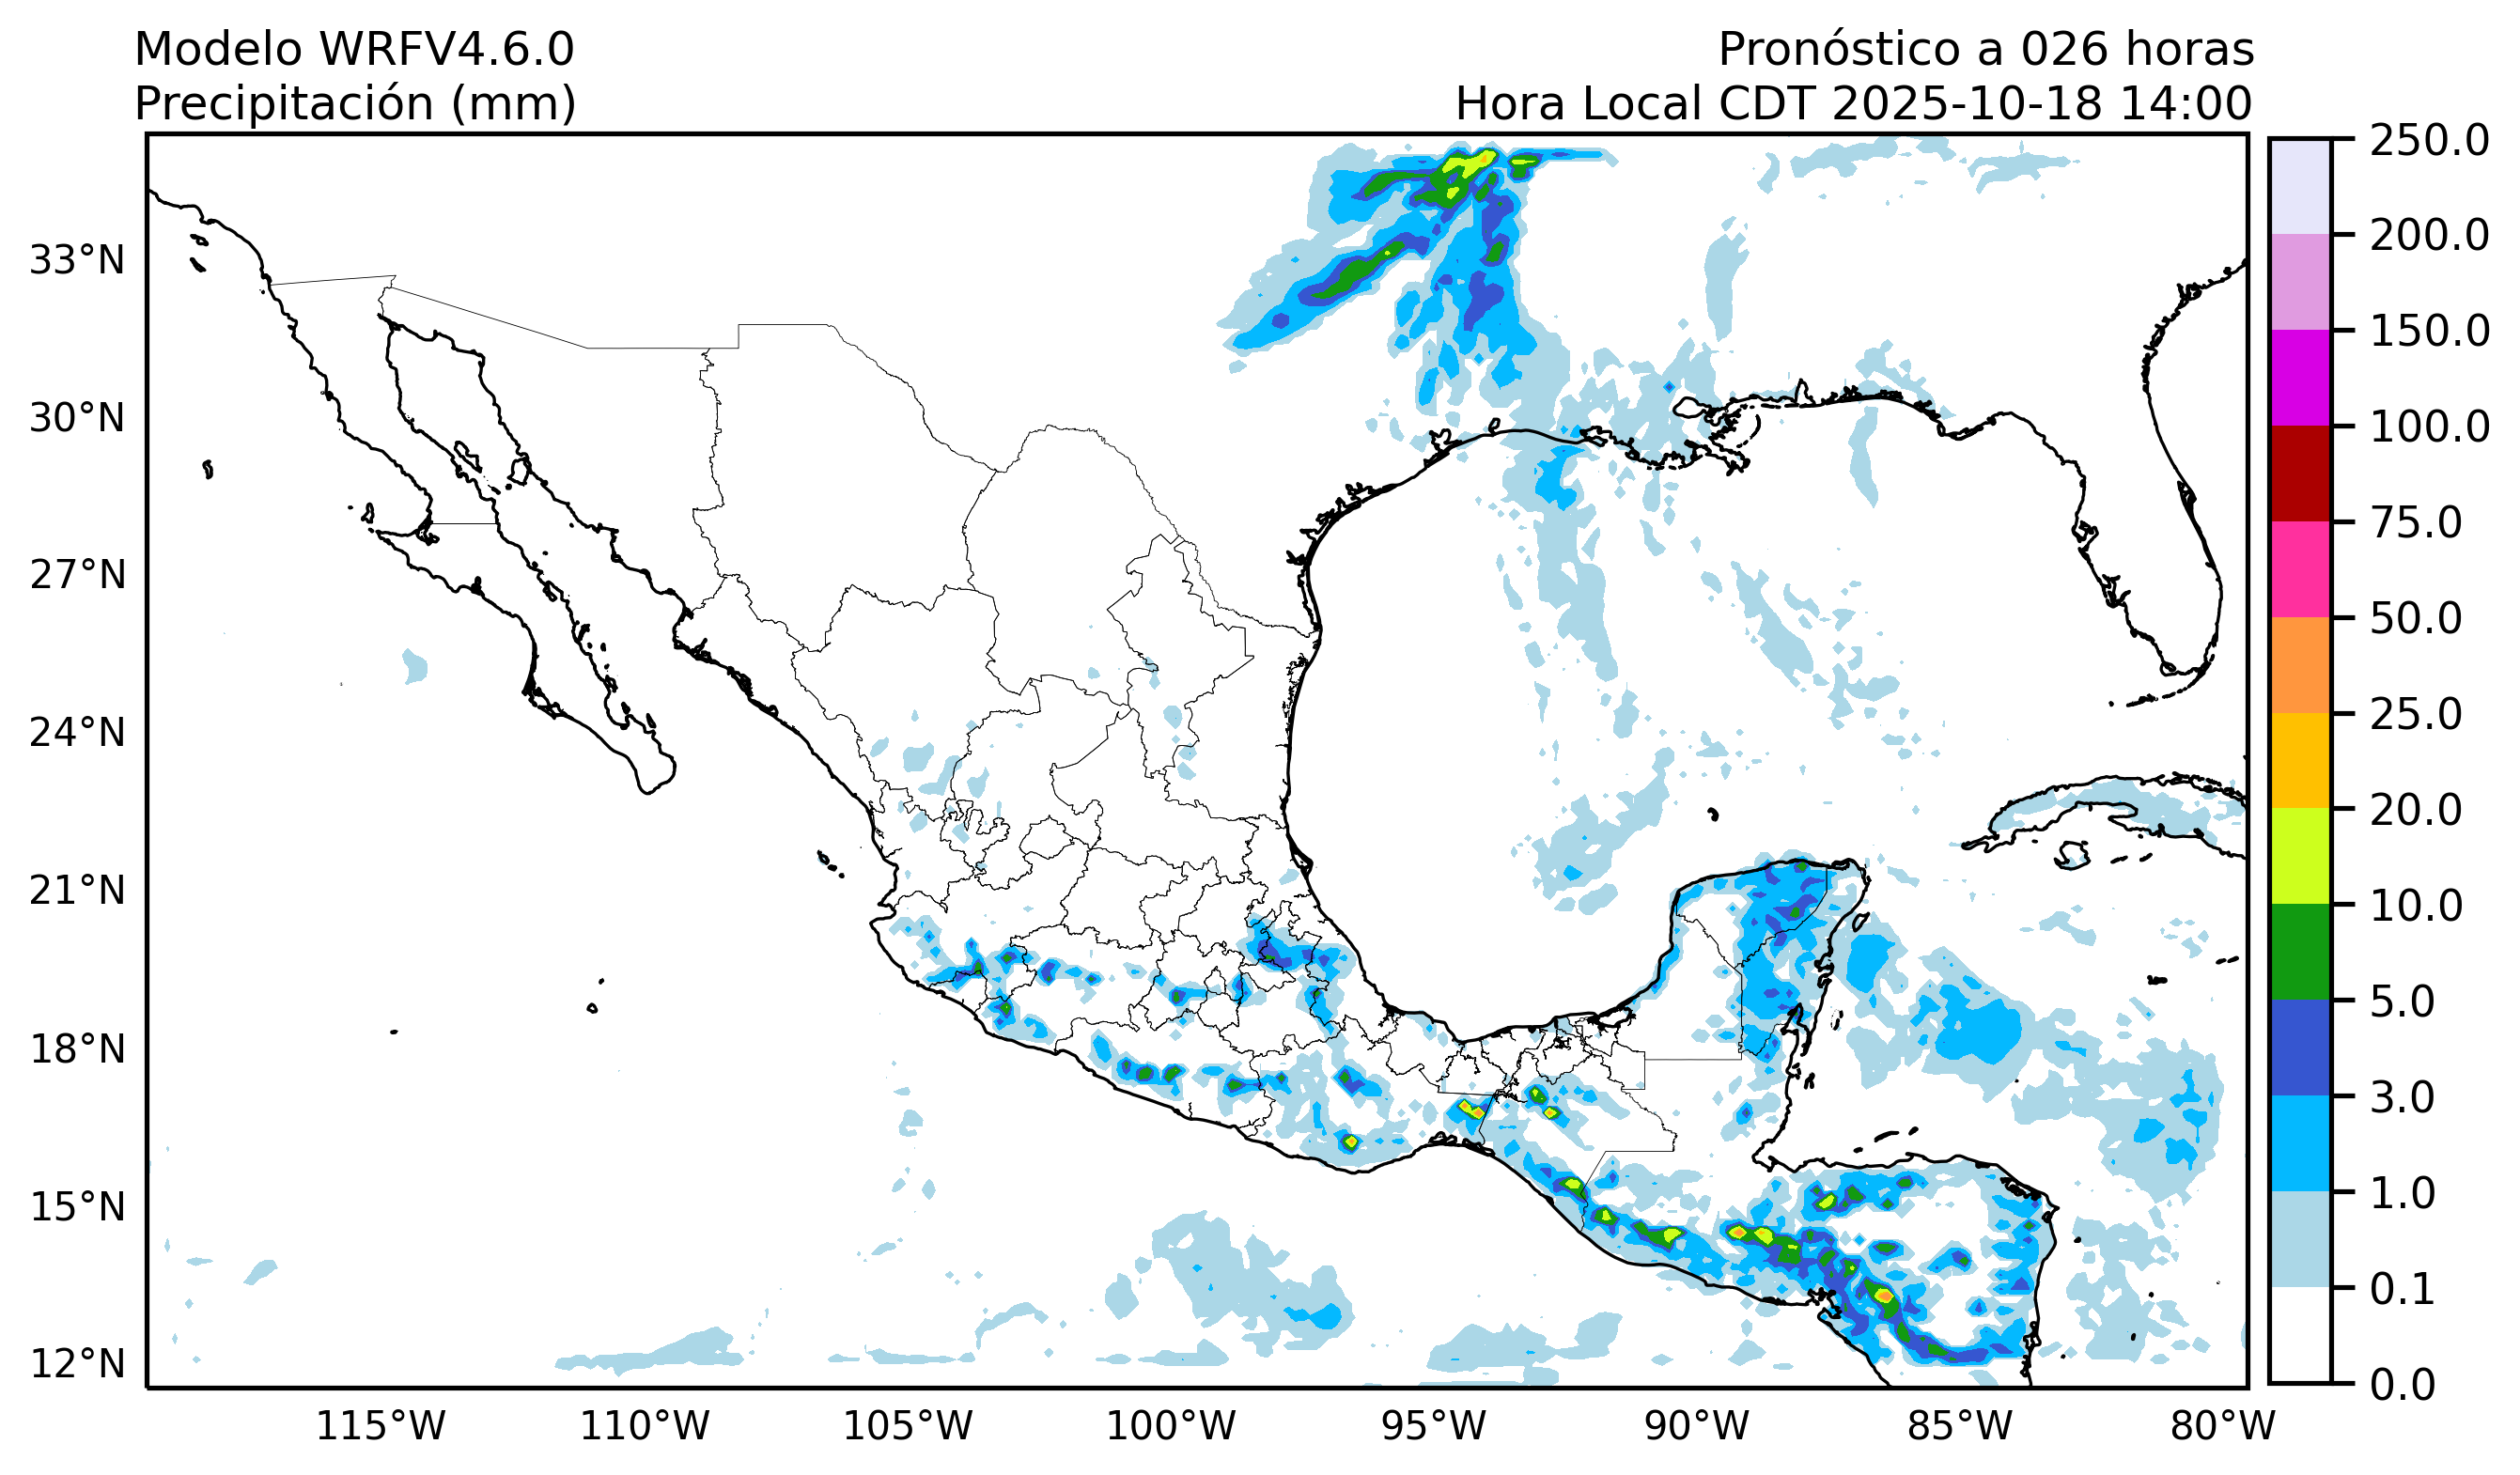 Modelo WRFV4.6.0
Precipitación (mm)
Pronóstico a 026 horas
Hora Local CDT 2025-10-18 14:00
33°N
30°N
27°N
24°N
21°N
18°N
15°N
12°N
115°W
110°W
105°W
100°W
95°W
90°W
85°W
80°W
250.0
200.0
150.0
100.0
75.0
50.0
25.0
20.0
10.0
5.0
3.0
1.0
0.1
0.0